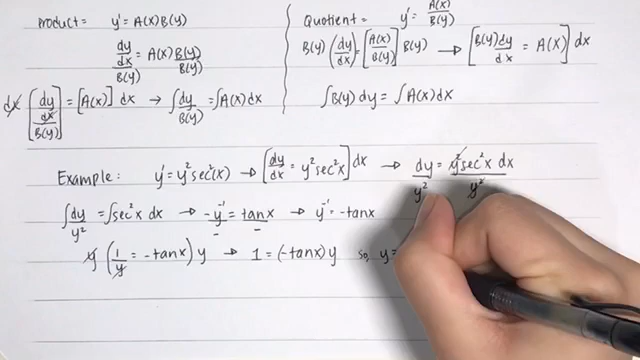 Product: y' = A(x)B(y)
dy/dx / B(y) = A(x)B(y) / B(y)
dx [dy/dx / B(y)] = [A(x)] dx → ∫ dy/B(y) = ∫A(x)dx
Quotient: y' = A(x)/B(y)
B(y) (dy/dx) = [A(x)/B(y)] B(y) → [B(y)dy/dx = A(x)] dx
∫B(y)dy = ∫A(x)dx
Example: y' = y²sec²(x) → [dy/dx = y²sec²x] dx → dy/y² = y²sec²x dx / y²
∫ dy/y² = ∫sec²x dx → -y⁻¹/- = tanx/- → y⁻¹ = -tanx
y (1/y = -tanx) y → 1 = (-tanx)y so, y =